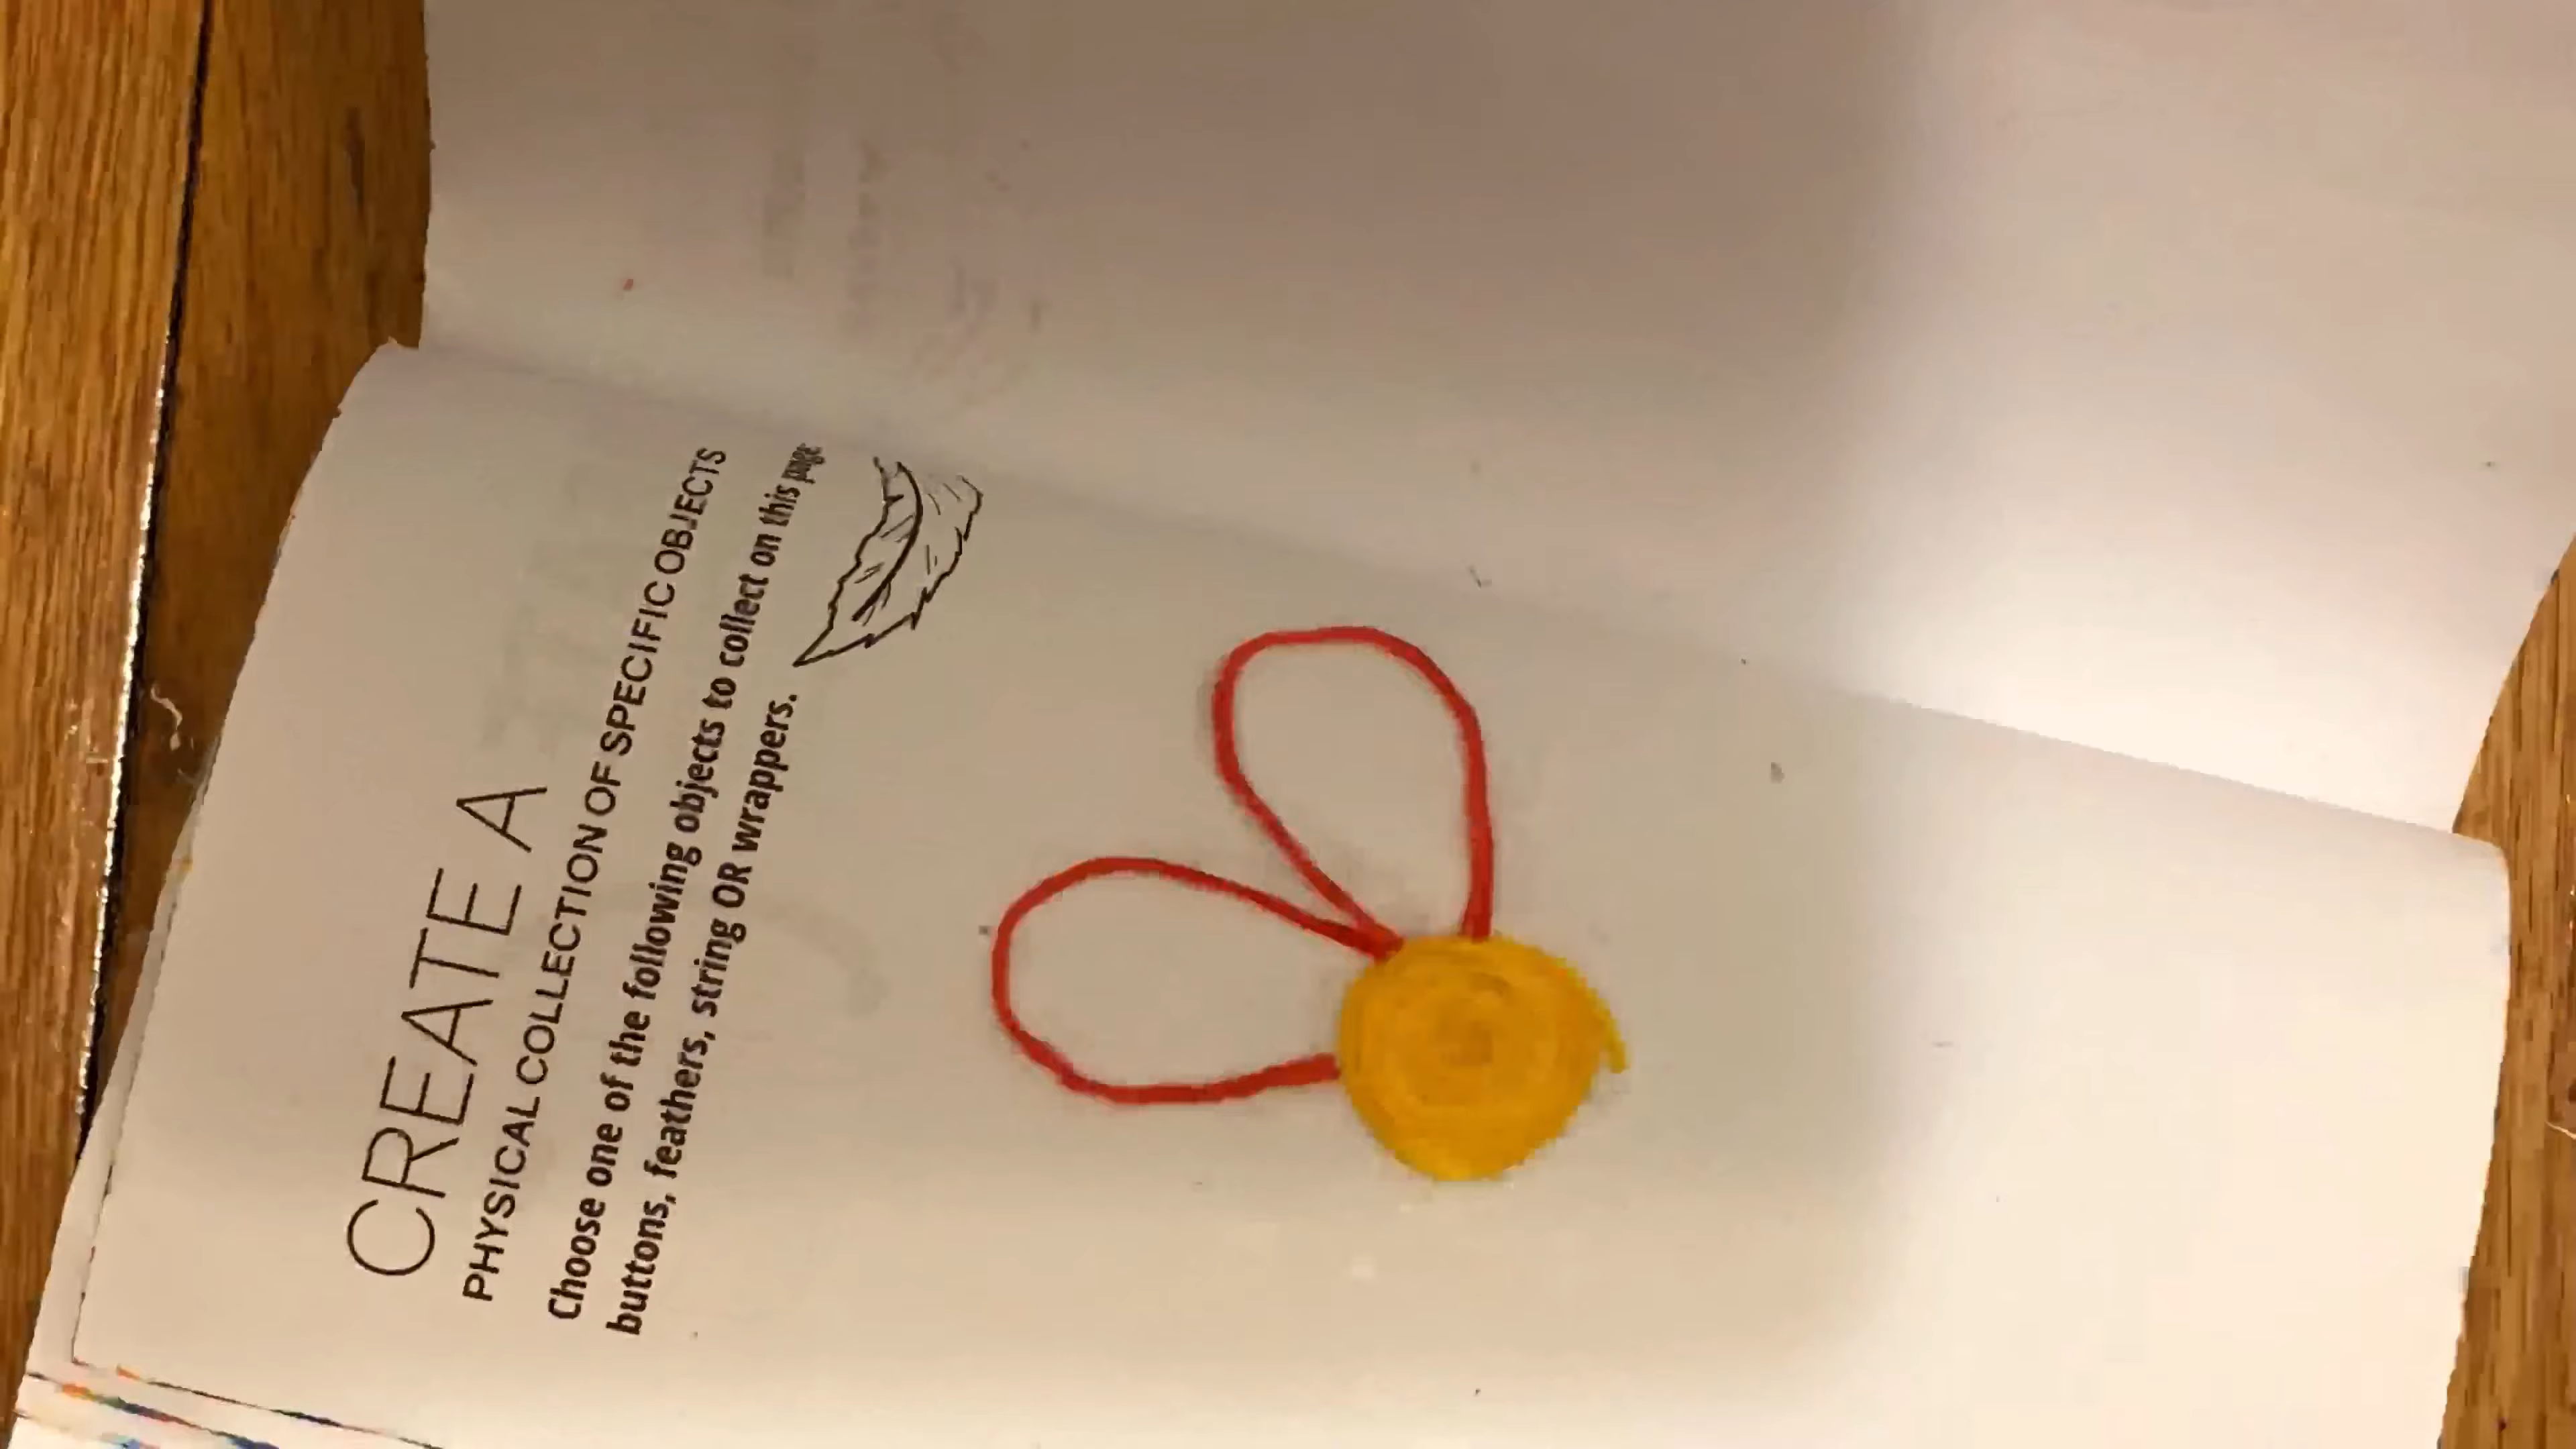 CREATE A
PHYSICAL COLLECTION OF SPECIFIC OBJECTS
Choose one of the following objects to collect on this page
buttons, feathers, string OR wrappers.